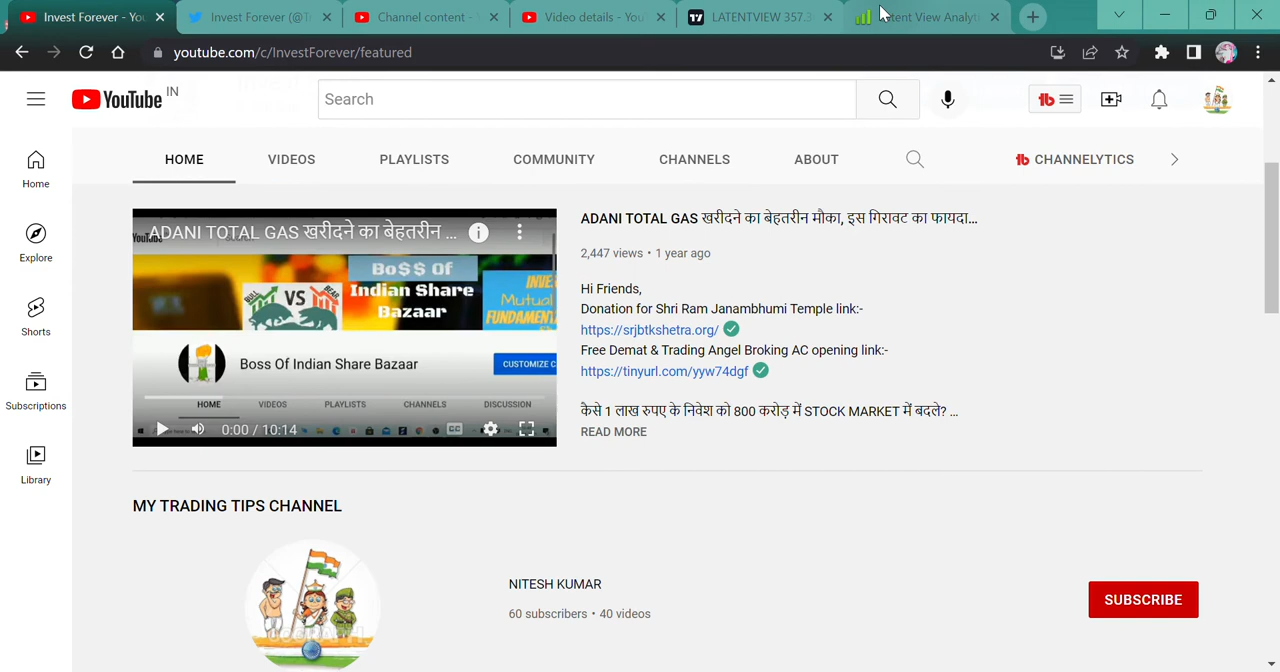 Invest Forever - You
Invest Forever (@T
Channel content - Y
Video details - You
LATENTVIEW 357.3
tent View Analyt
youtube.com/c/InvestForever/featured
YouTube IN
Search
HOME
VIDEOS
PLAYLISTS
COMMUNITY
CHANNELS
ABOUT
CHANNELYTICS
Home
Explore
Shorts
Subscriptions
Library
ADANI TOTAL GAS खरीदने का बेहतरीन ...
Bo$$ Of
Indian Share
Bazaar
VS
Mutual
Boss Of Indian Share Bazaar
CUSTOMIZE C
HOME
VIDEOS
PLAYLISTS
CHANNELS
DISCUSSION
0:00 / 10:14
ADANI TOTAL GAS खरीदने का बेहतरीन मौका, इस गिरावट का फायदा...
2,447 views • 1 year ago
Hi Friends,
Donation for Shri Ram Janambhumi Temple link:-
https://srjbtkshetra.org/
Free Demat & Trading Angel Broking AC opening link:-
https://tinyurl.com/yyw74dgf
कैसे 1 लाख रुपए के निवेश को 800 करोड़ में STOCK MARKET में बदले? ...
READ MORE
MY TRADING TIPS CHANNEL
NITESH KUMAR
60 subscribers • 40 videos
SUBSCRIBE